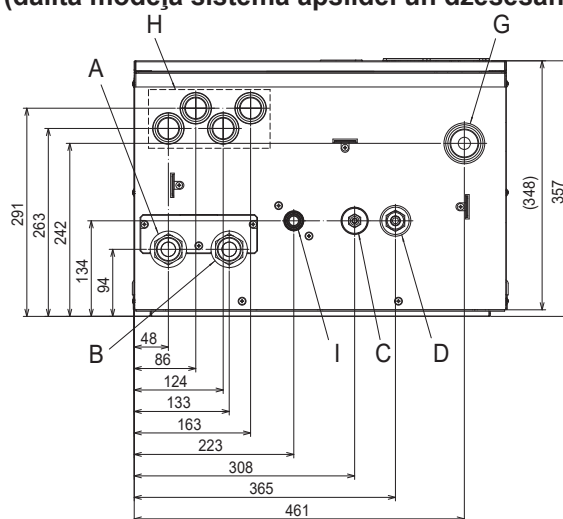 (dalīta modeļa sistēma apsildei un dzesēšan
H
G
A
291
263
242
134
94
(348)
357
48
B
I
C
D
86
124
133
163
223
308
365
461